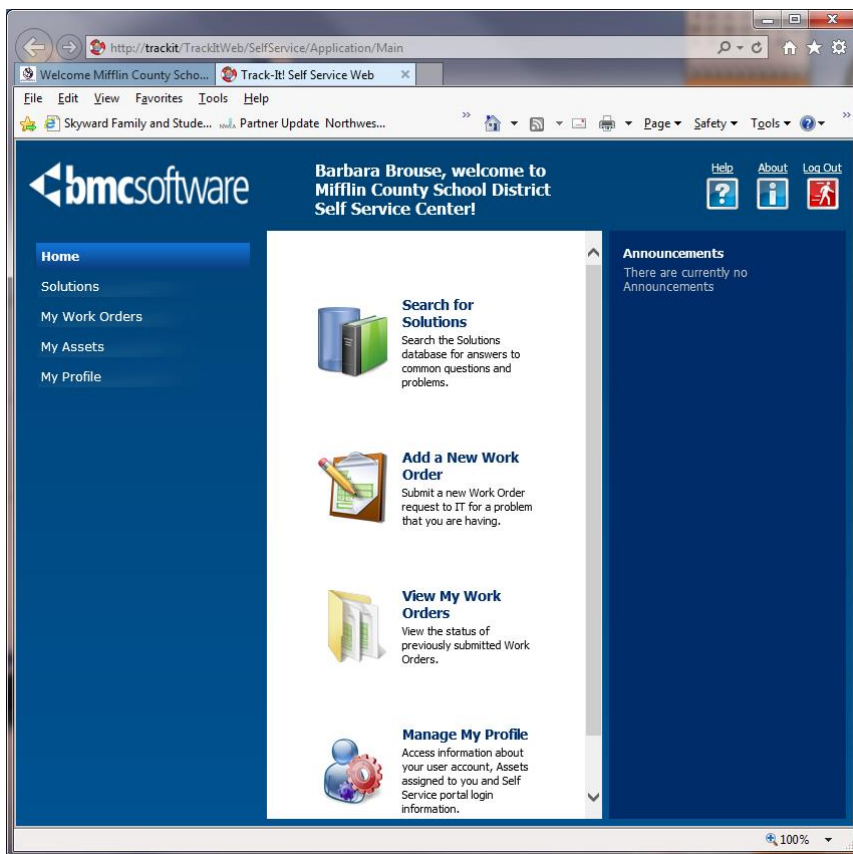 http://trackit/TrackItWeb/SelfService/Application/Main
Welcome Mifflin County Scho...
Track-It! Self Service Web
File Edit View Favorites Tools Help
Skyward Family and Stude... Partner Update Northwes...
Page Safety Tools
bmcsoftware
Barbara Brouse, welcome to
Mifflin County School District
Self Service Center!
Help About Log Out
Home
Solutions
My Work Orders
My Assets
My Profile
Search for
Solutions
Search the Solutions
database for answers to
common questions and
problems.
Add a New Work
Order
Submit a new Work Order
request to IT for a problem
that you are having.
View My Work
Orders
View the status of
previously submitted Work
Orders.
Manage My Profile
Access information about
your user account, Assets
assigned to you and Self
Service portal login
information.
Announcements
There are currently no
Announcements
100%